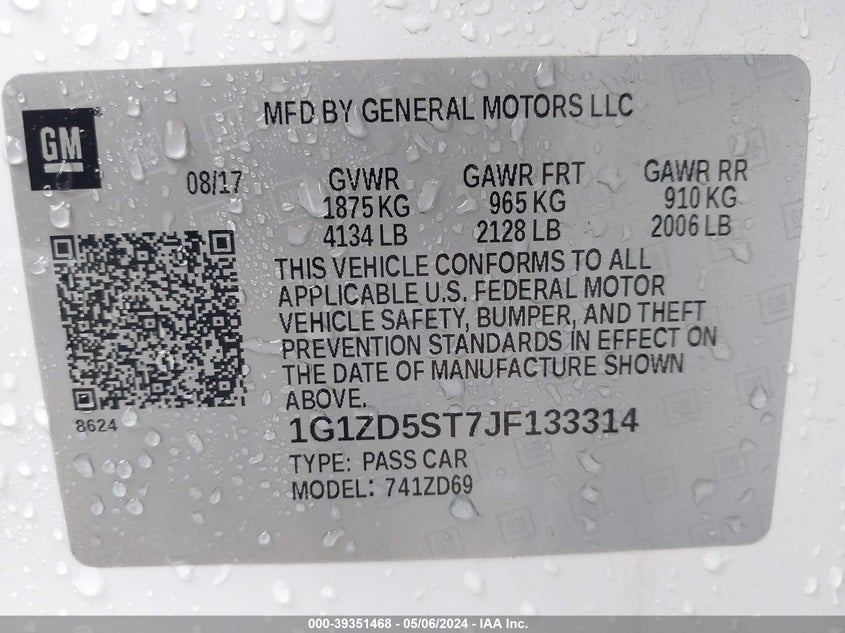 MFD BY GENERAL MOTORS LLC
GM
08/17
GVWR GAWR FRT GAWR RR
1875 KG 965 KG 910 KG
4134 LB 2128 LB 2006 LB
THIS VEHICLE CONFORMS TO ALL
APPLICABLE U.S. FEDERAL MOTOR
VEHICLE SAFETY, BUMPER, AND THEFT
PREVENTION STANDARDS IN EFFECT ON
THE DATE OF MANUFACTURE SHOWN
ABOVE.
8624
1G1ZD5ST7JF133314
TYPE: PASS CAR
MODEL: 741ZD69
000-39351468 - 05/06/2024 - IAA Inc.